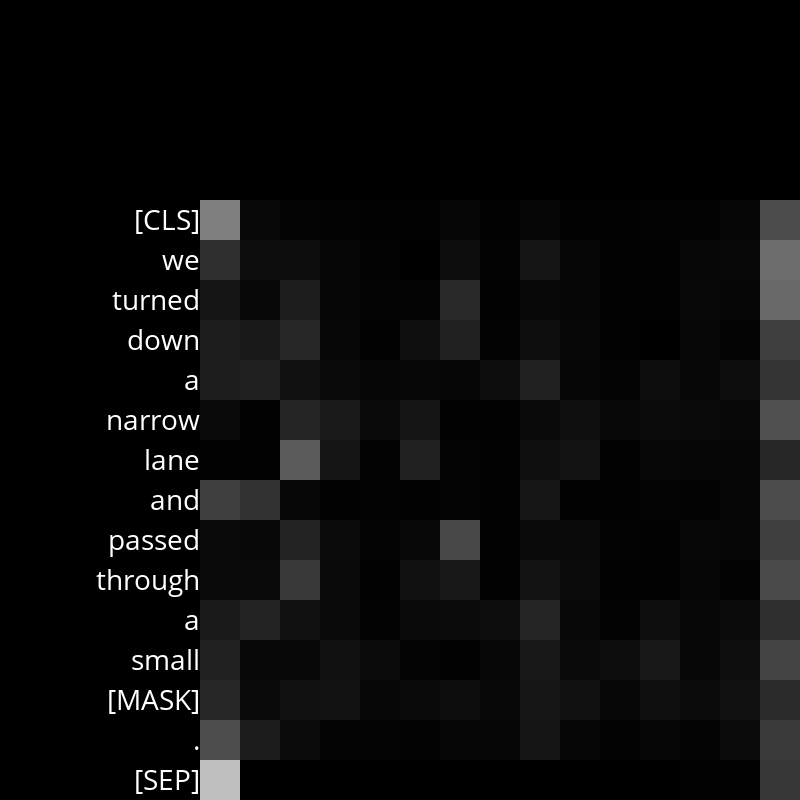 [CLS]
we
turned
down
a
narrow
lane
and
passed
through
a
small
[MASK]
.
[SEP]